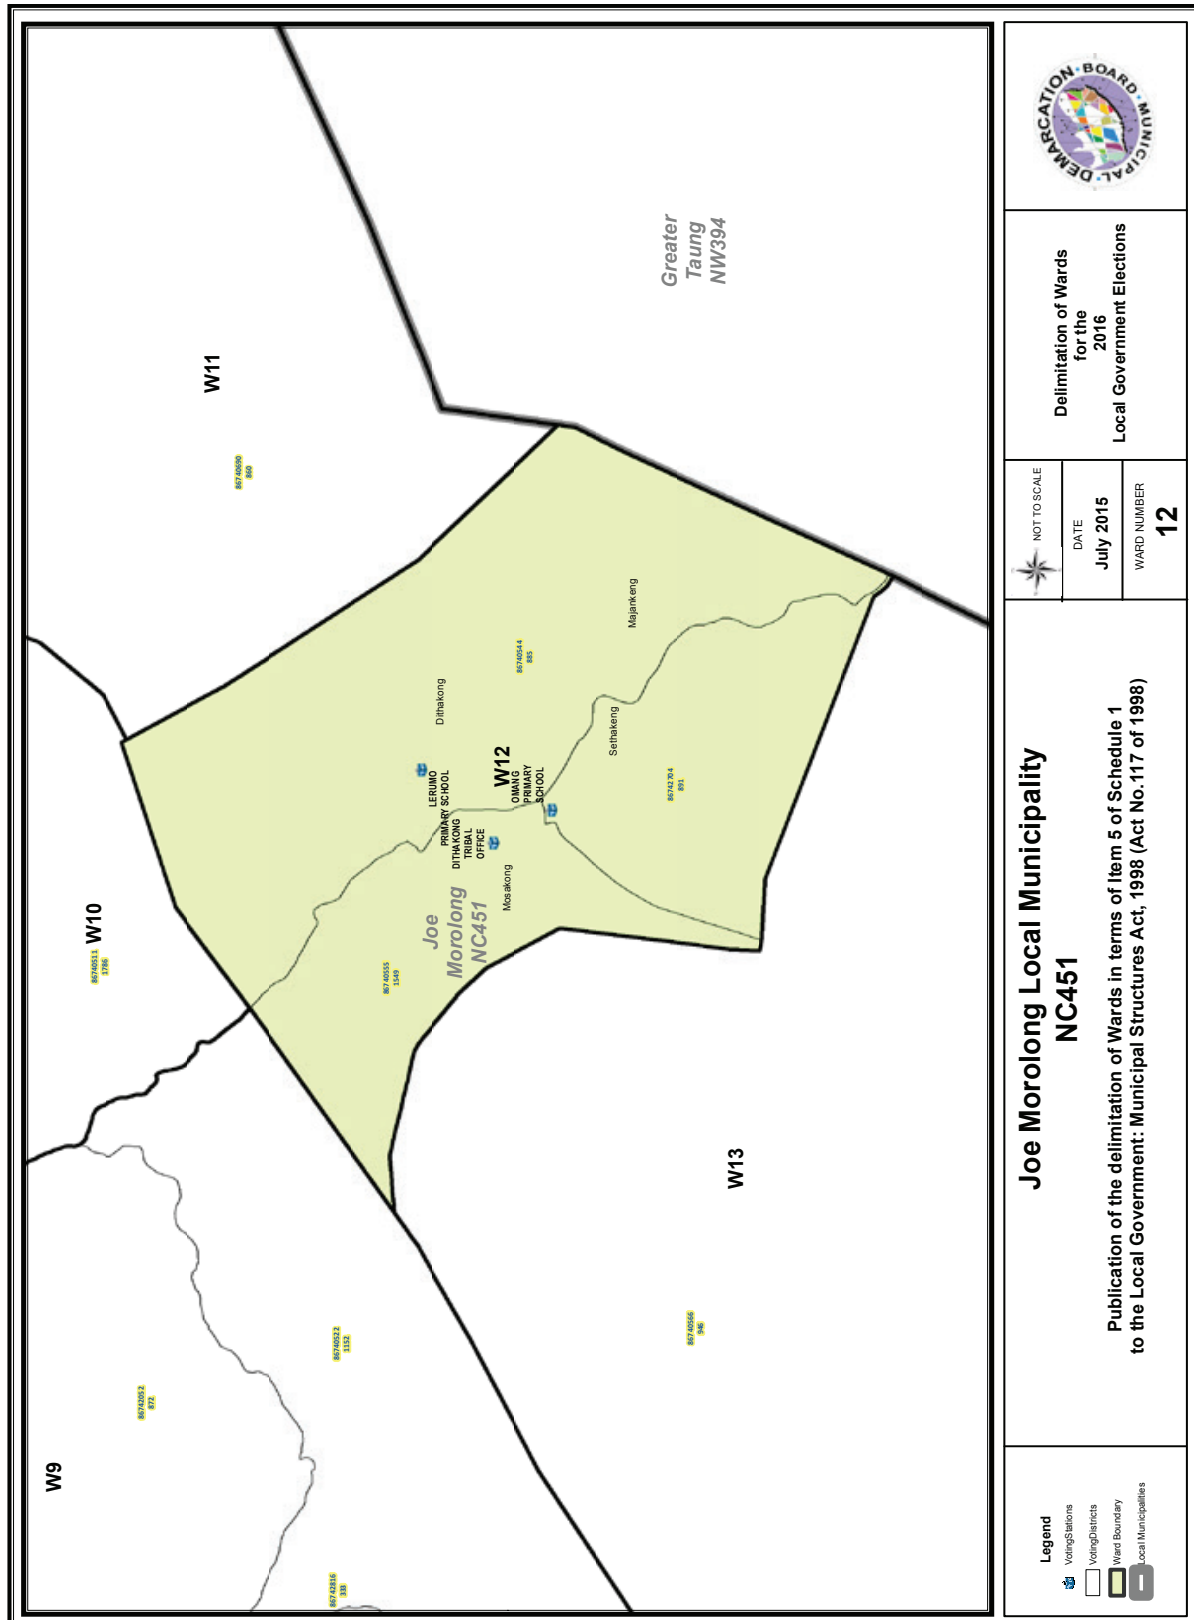 W9
86742816
333
86742052
872
86740522
1152
86740511
1786
W10
W11
86740690
860
Greater
Taung
NW394
Joe
Morolong
NC451
86740555
1549
LERUMO
PRIMARY SCHOOL
DITHAKONG
TRIBAL
OFFICE
Dithakong
W12
OMANG
PRIMARY
SCHOOL
Mosakong
86740544
885
Majankeng
Sethakeng
86742704
891
W13
86740566
946
Legend
VotingStations
VotingDistricts
Ward Boundary
Local Municipalities
Joe Morolong Local Municipality
NC451
Publication of the delimitation of Wards in terms of Item 5 of Schedule 1
to the Local Government: Municipal Structures Act, 1998 (Act No.117 of 1998)
NOT TO SCALE
DATE
July 2015
WARD NUMBER
12
Delimitation of Wards
for the
2016
Local Government Elections
MUNICIPAL · DEMARCATION · BOARD